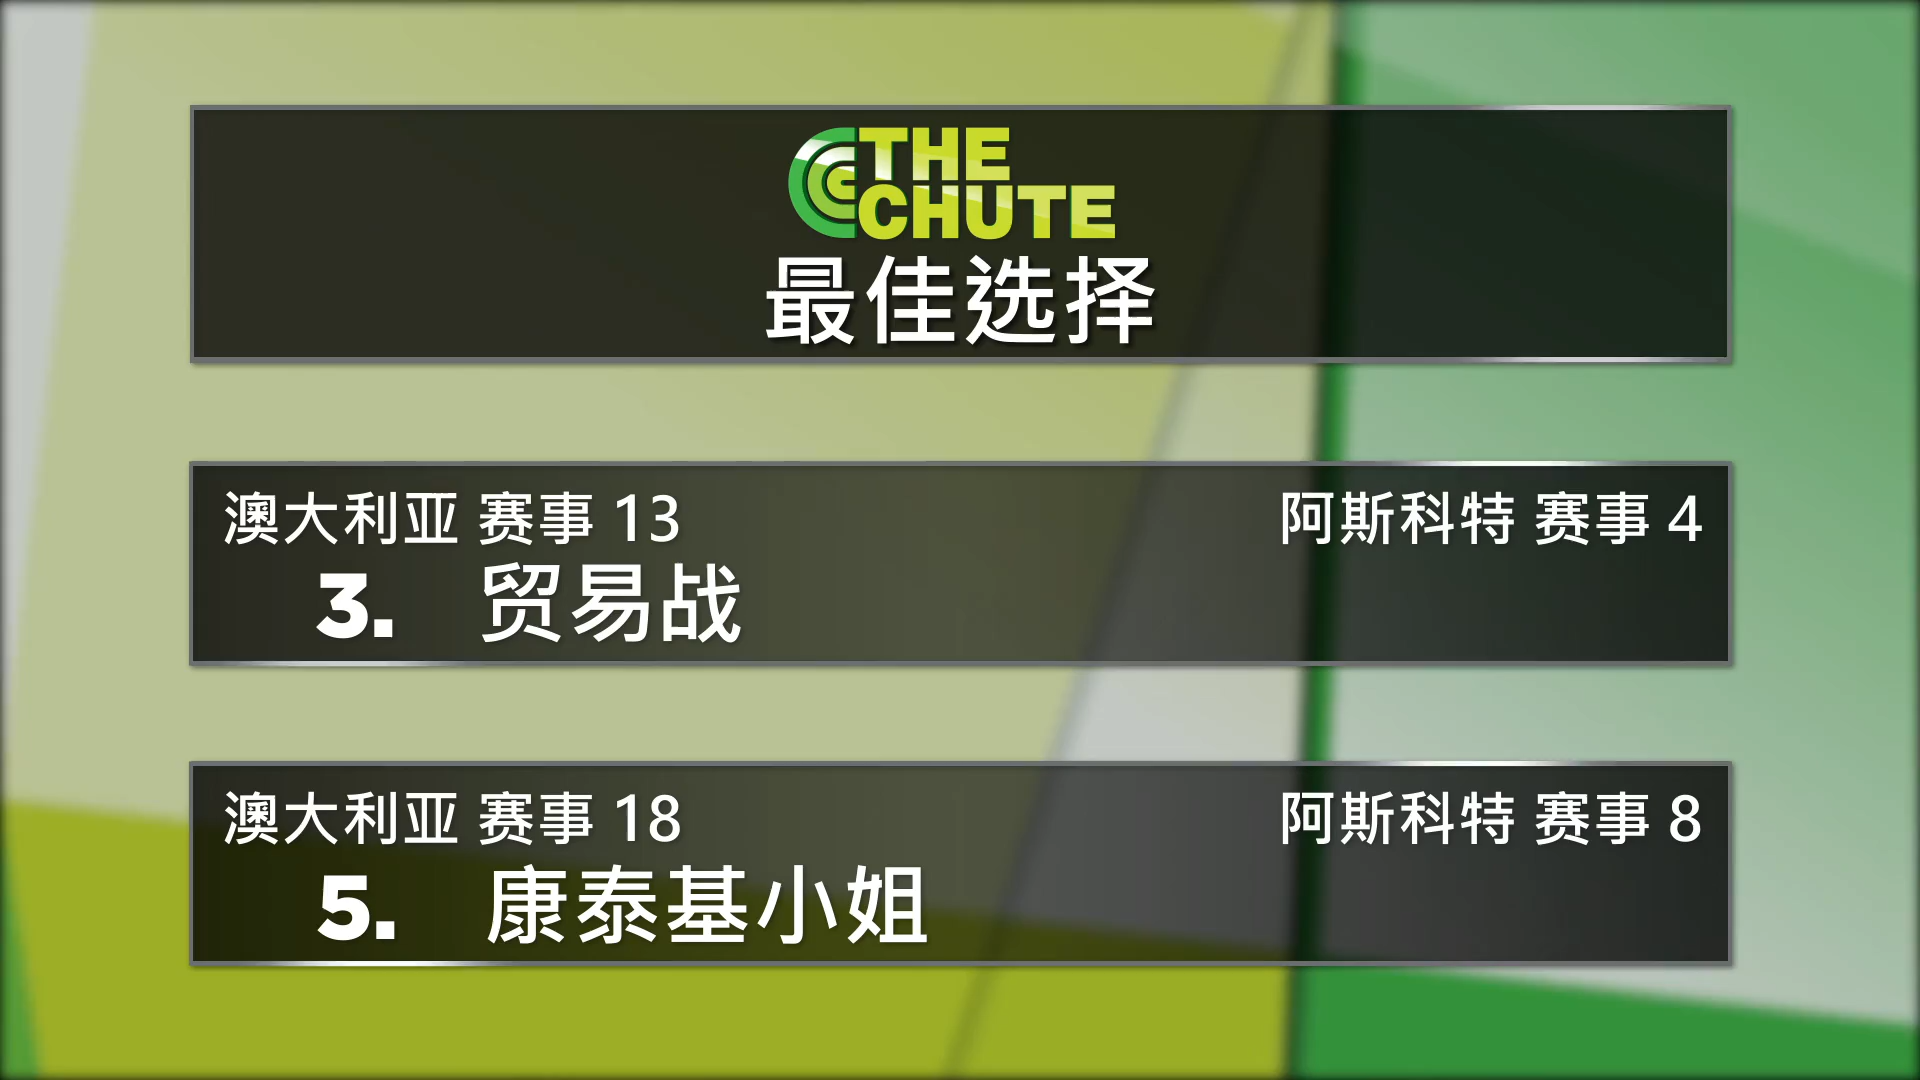 THE
CHUTE
最佳选择
澳大利亚 赛事 13
阿斯科特 赛事 4
3. 贸易战
澳大利亚 赛事 18
阿斯科特 赛事 8
5. 康泰基小姐